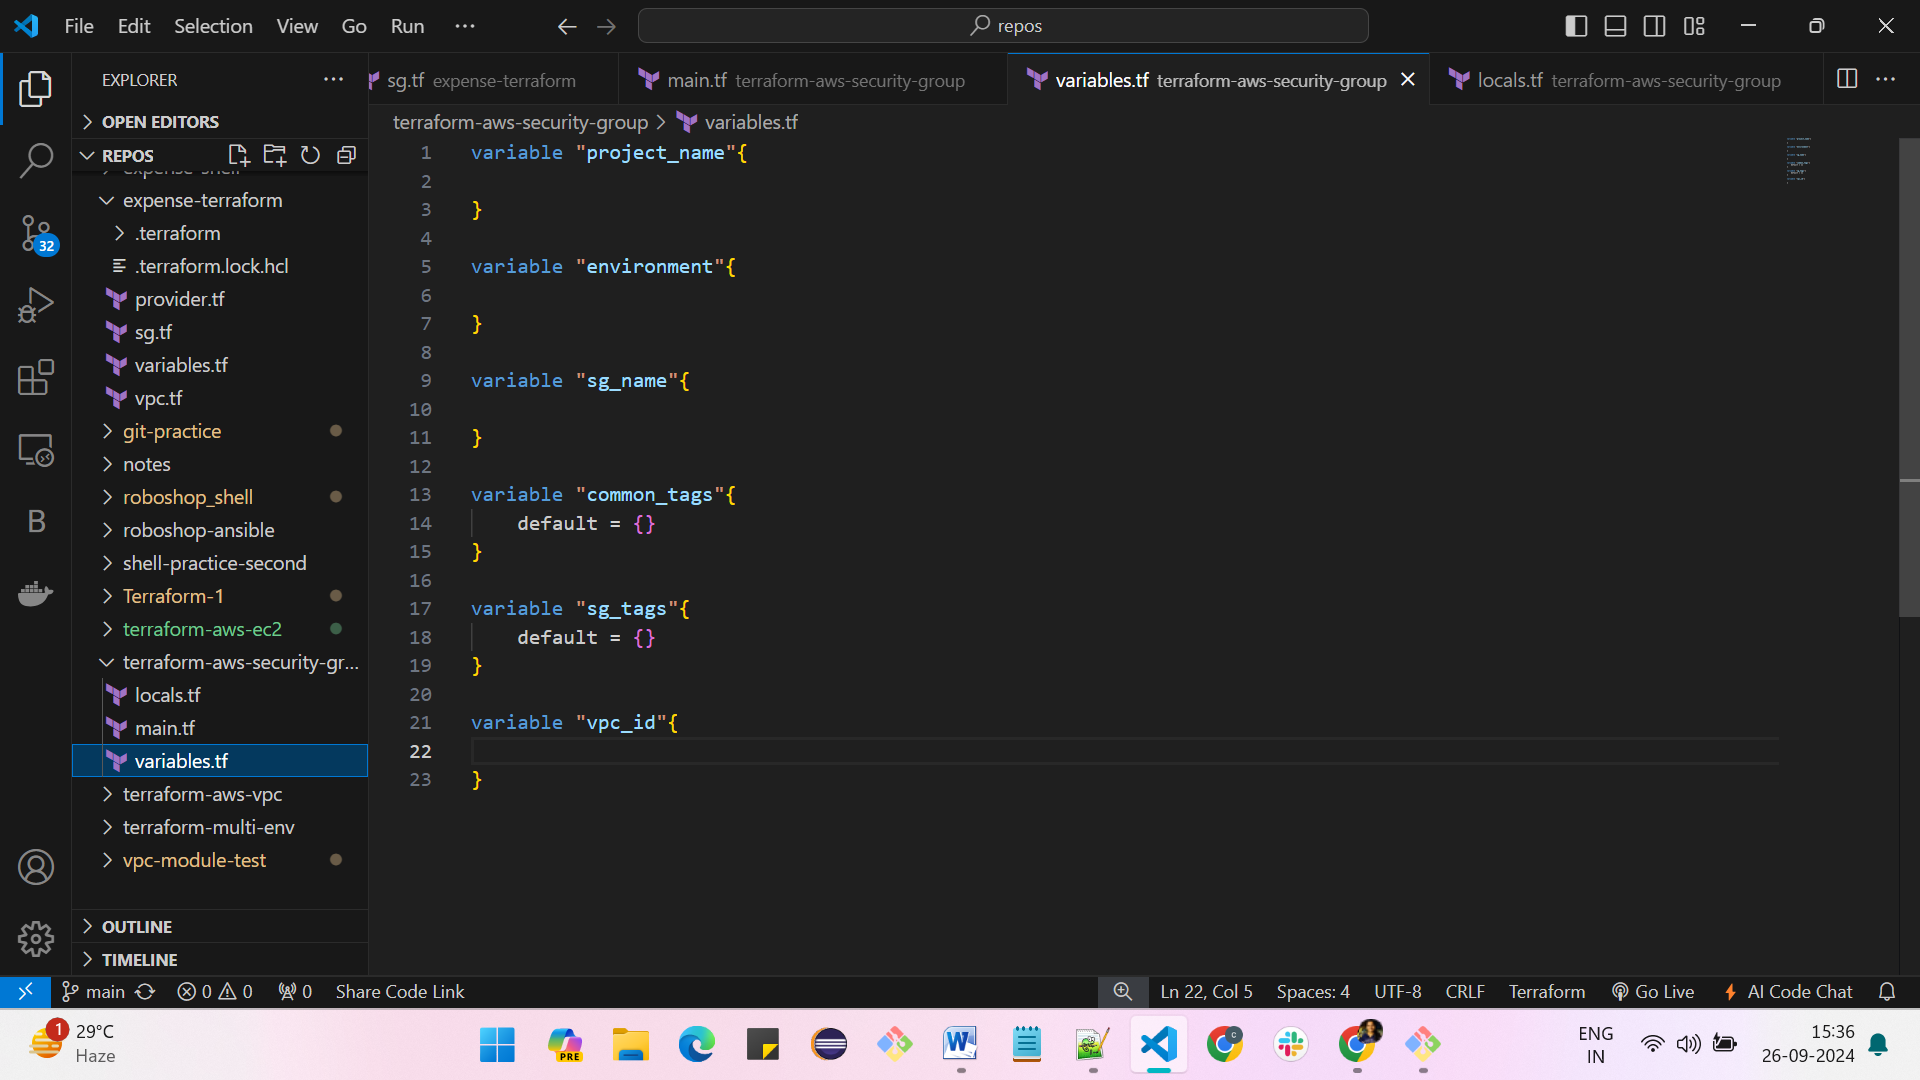 File Edit Selection View Go Run ···
repos
EXPLORER
OPEN EDITORS
REPOS
expense-shell
expense-terraform
.terraform
.terraform.lock.hcl
provider.tf
sg.tf
variables.tf
vpc.tf
git-practice
notes
roboshop_shell
roboshop-ansible
shell-practice-second
Terraform-1
terraform-aws-ec2
terraform-aws-security-gr...
locals.tf
main.tf
variables.tf
terraform-aws-vpc
terraform-multi-env
vpc-module-test
OUTLINE
TIMELINE
32
B
sg.tf expense-terraform
main.tf terraform-aws-security-group
variables.tf terraform-aws-security-group
locals.tf terraform-aws-security-group
terraform-aws-security-group > variables.tf
1 variable "project_name"{
2
3 }
4
5 variable "environment"{
6
7 }
8
9 variable "sg_name"{
10
11 }
12
13 variable "common_tags"{
14 default = {}
15 }
16
17 variable "sg_tags"{
18 default = {}
19 }
20
21 variable "vpc_id"{
22
23 }
main 0 0 0 Share Code Link Ln 22, Col 5 Spaces: 4 UTF-8 CRLF Terraform Go Live AI Code Chat
1
29°C
Haze
PRE
W
C
ENG
IN
15:36
26-09-2024